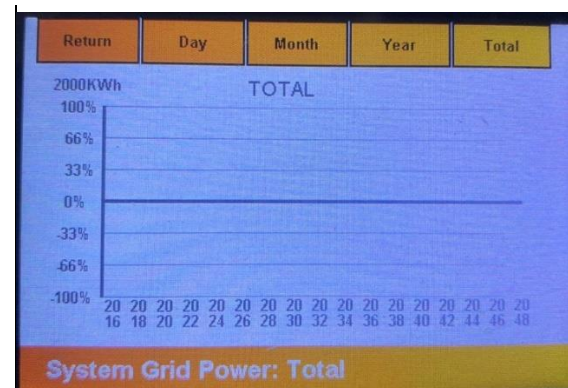 Return Day Month Year Total
2000KWh TOTAL
100%
66%
33%
0%
-33%
-66%
-100%
20 20 20 20 20 20 20 20 20 20 20 20 20 20 20 20 20
16 18 20 22 24 26 28 30 32 34 36 38 40 42 44 46 48
System Grid Power: Total